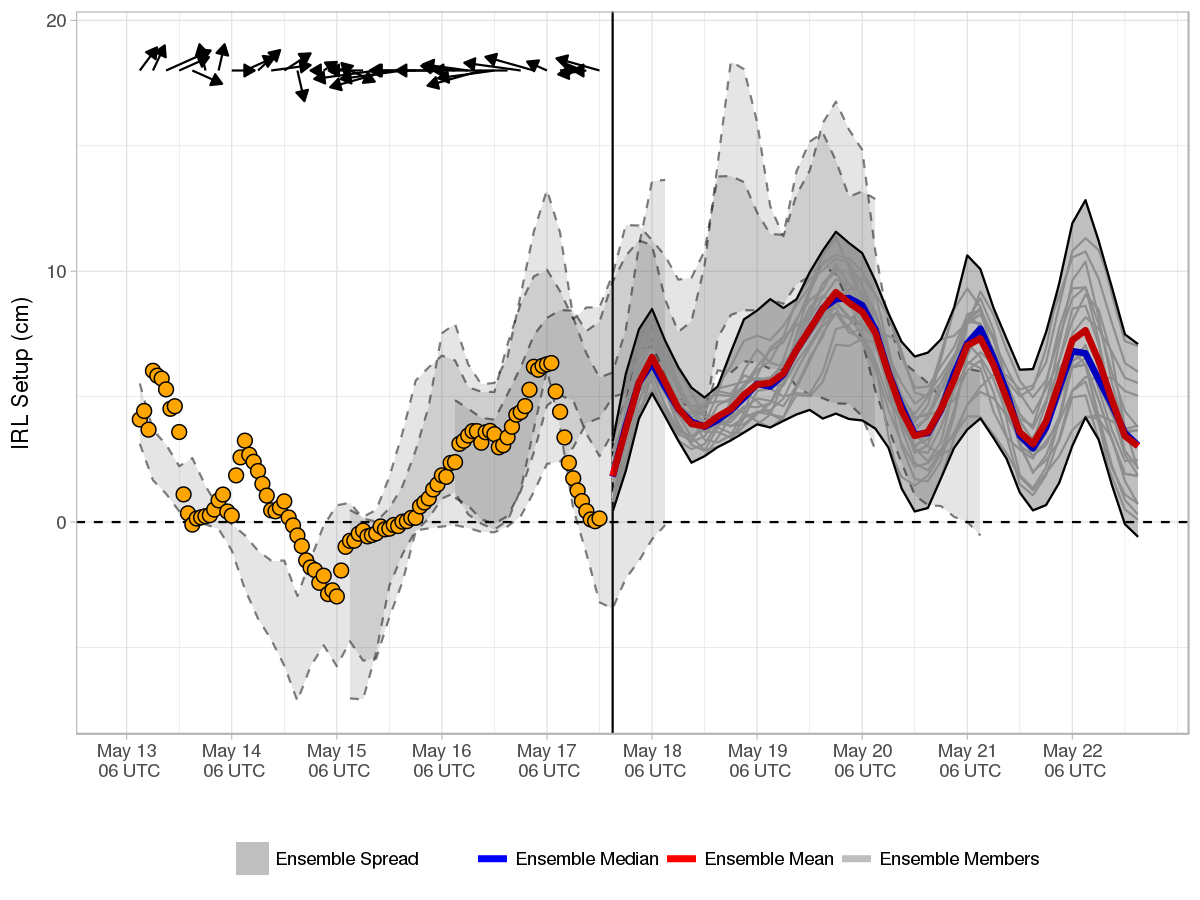 20
10
0
IRL Setup (cm)
May 13 May 14 May 15 May 16 May 17 May 18 May 19 May 20 May 21 May 22
06 UTC 06 UTC 06 UTC 06 UTC 06 UTC 06 UTC 06 UTC 06 UTC 06 UTC 06 UTC
Ensemble Spread Ensemble Median Ensemble Mean Ensemble Members